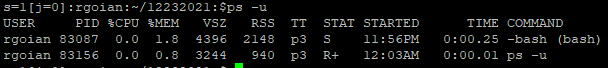 s=1[j=0]:rgoian:~/12232021:$ps -u
USER PID %CPU %MEM VSZ RSS TT STAT STARTED TIME COMMAND
rgoian 83087 0.0 1.8 4396 2148 p3 S 11:56PM 0:00.25 -bash (bash)
rgoian 83156 0.0 0.8 3244 940 p3 R+ 12:03AM 0:00.01 ps -u